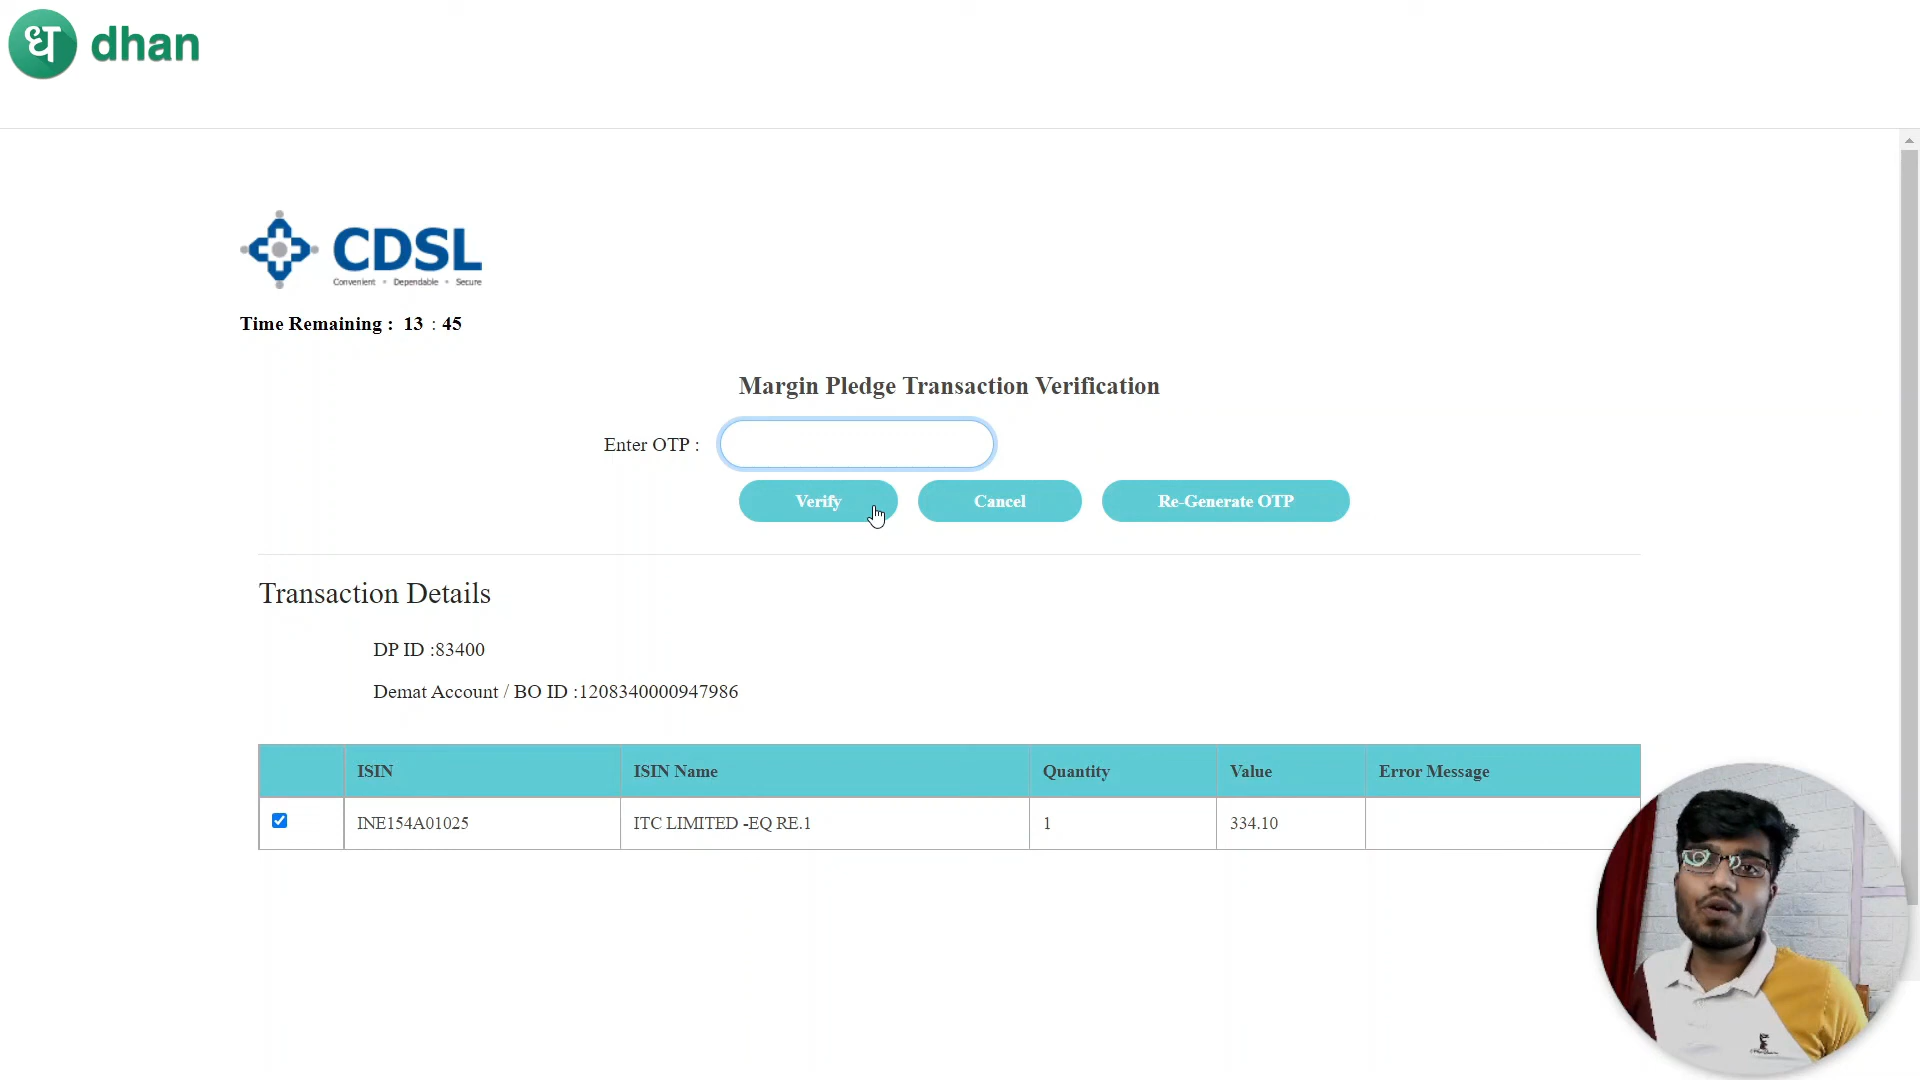 ध dhan
CDSL
Convenient • Dependable • Secure
Time Remaining : 13 : 45
Margin Pledge Transaction Verification
Enter OTP :
Verify Cancel Re-Generate OTP
Transaction Details
DP ID :83400
Demat Account / BO ID :1208340000947986
ISIN ISIN Name Quantity Value Error Message
INE154A01025 ITC LIMITED -EQ RE.1 1 334.10